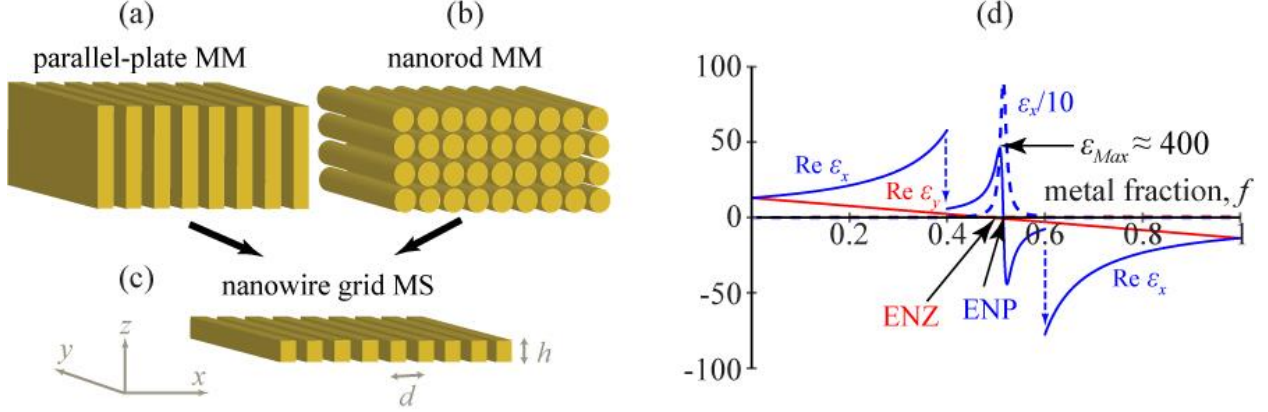 (a)
parallel-plate MM
(b)
nanorod MM
(c)
nanowire grid MS
z
y
x
h
d
(d)
100
50
0
-50
-100
εx/10
εMax ≈ 400
Re εx
Re εy
metal fraction, f
0.2
0.4
0.6
0.8
1
ENZ
ENP
Re εx